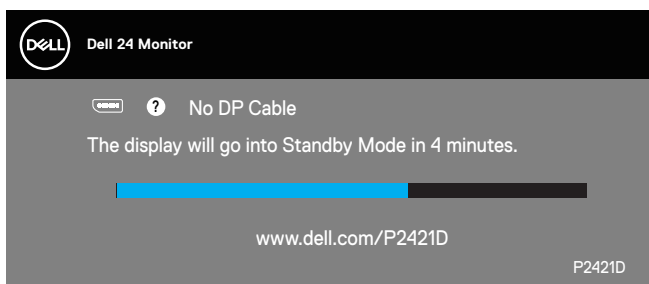 DELL
Dell 24 Monitor
? No DP Cable
The display will go into Standby Mode in 4 minutes.
www.dell.com/P2421D
P2421D